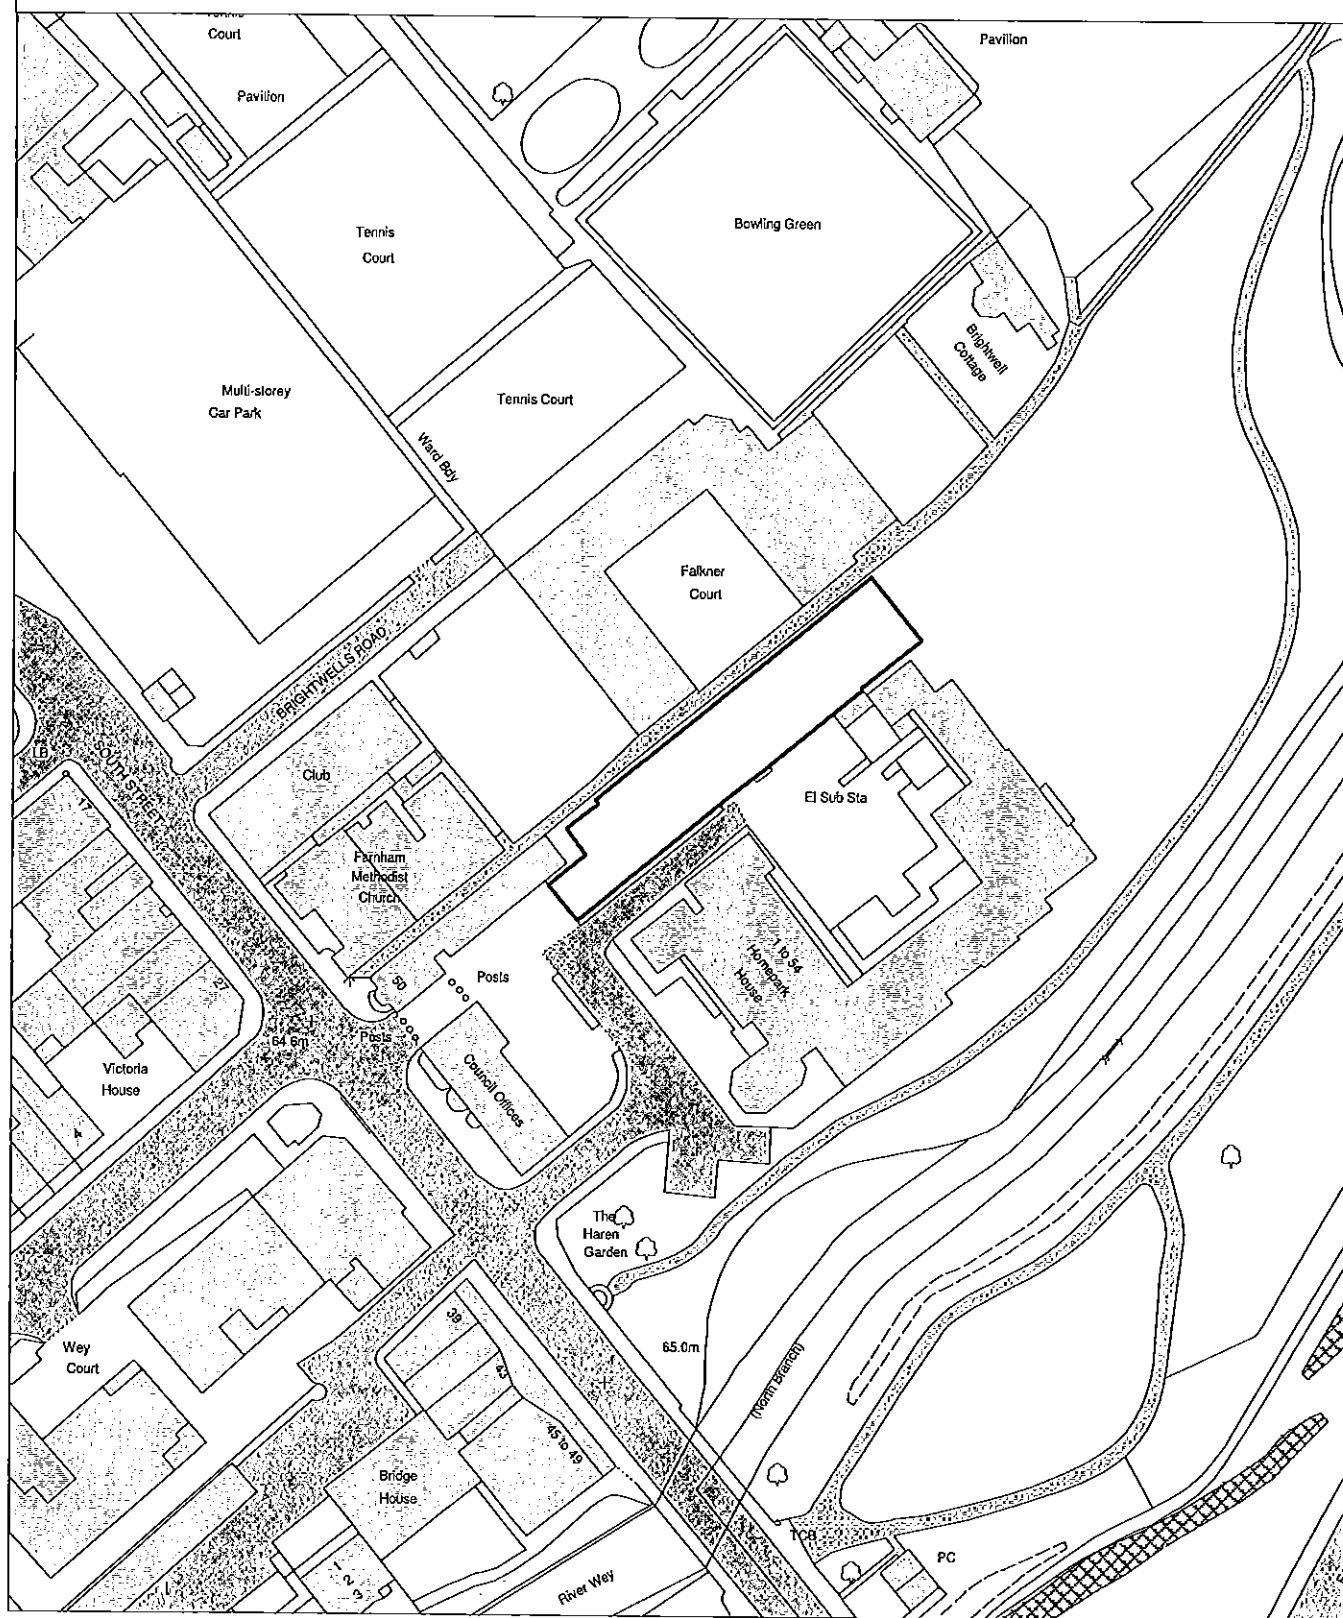 Tennis
Court
Pavilion
Pavilion
Tennis
Court
Bowling Green
Brightwell
Cottage
Multi-storey
Car Park
Tennis Court
Ward Bdy
Falkner
Court
BRIGHTWELLS ROAD
LB
SOUTH STREET
17
Club
El Sub Sta
Farnham
Methodist
Church
1 to 54
Homepark
House
27
50
Posts
64.6m
Posts
Victoria
House
4
Council Offices
The
Haren
Garden
39
43
45 to 49
65.0m
(North Branch)
Wey
Court
Bridge
House
TCB
PC
1
2
3
River Wey